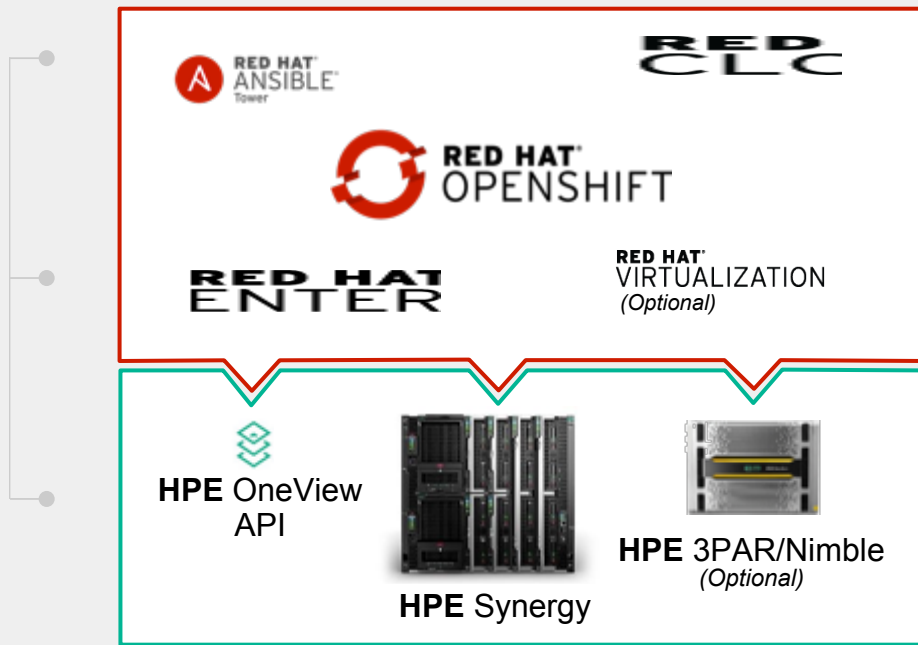 RED HAT®
ANSIBLE®
Tower
RED
CLO
RED HAT®
OPENSHIFT
RED HAT
ENTER
RED HAT®
VIRTUALIZATION
(Optional)
HPE OneView
API
HPE Synergy
HPE 3PAR/Nimble
(Optional)